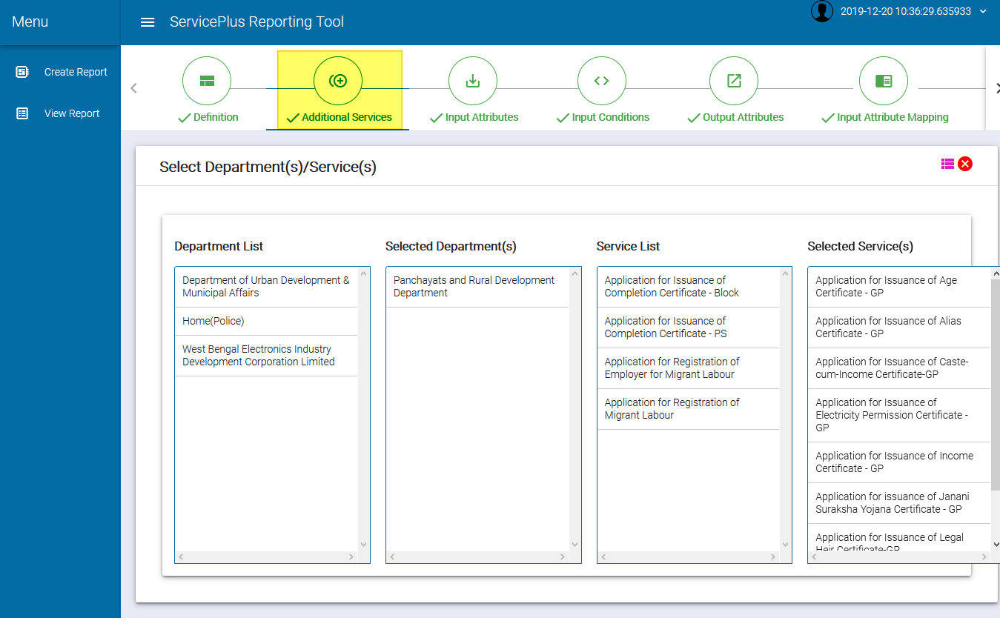 Menu
ServicePlus Reporting Tool
2019-12-20 10:36:29.635933
Create Report
View Report
Definition
Additional Services
Input Attributes
Input Conditions
Output Attributes
Input Attribute Mapping
Select Department(s)/Service(s)
Department List
Department of Urban Development &
Municipal Affairs
Home(Police)
West Bengal Electronics Industry
Development Corporation Limited
Selected Department(s)
Panchayats and Rural Development
Department
Service List
Application for Issuance of
Completion Certificate - Block
Application for Issuance of
Completion Certificate - PS
Application for Registration of
Employer for Migrant Labour
Application for Registration of
Migrant Labour
Selected Service(s)
Application for Issuance of Age
Certificate - GP
Application for Issuance of Alias
Certificate - GP
Application for Issuance of Caste-
cum-Income Certificate-GP
Application for Issuance of
Electricity Permission Certificate -
GP
Application for Issuance of Income
Certificate - GP
Application for issuance of Janani
Suraksha Yojana Certificate - GP
Application for Issuance of Legal
Heir Certificate-GP